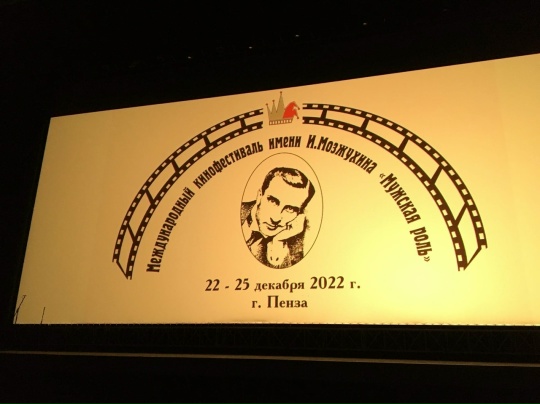 Международный кинофестиваль имени И.Мозжухина «Мужская роль»
22 - 25 декабря 2022 г.
г. Пенза